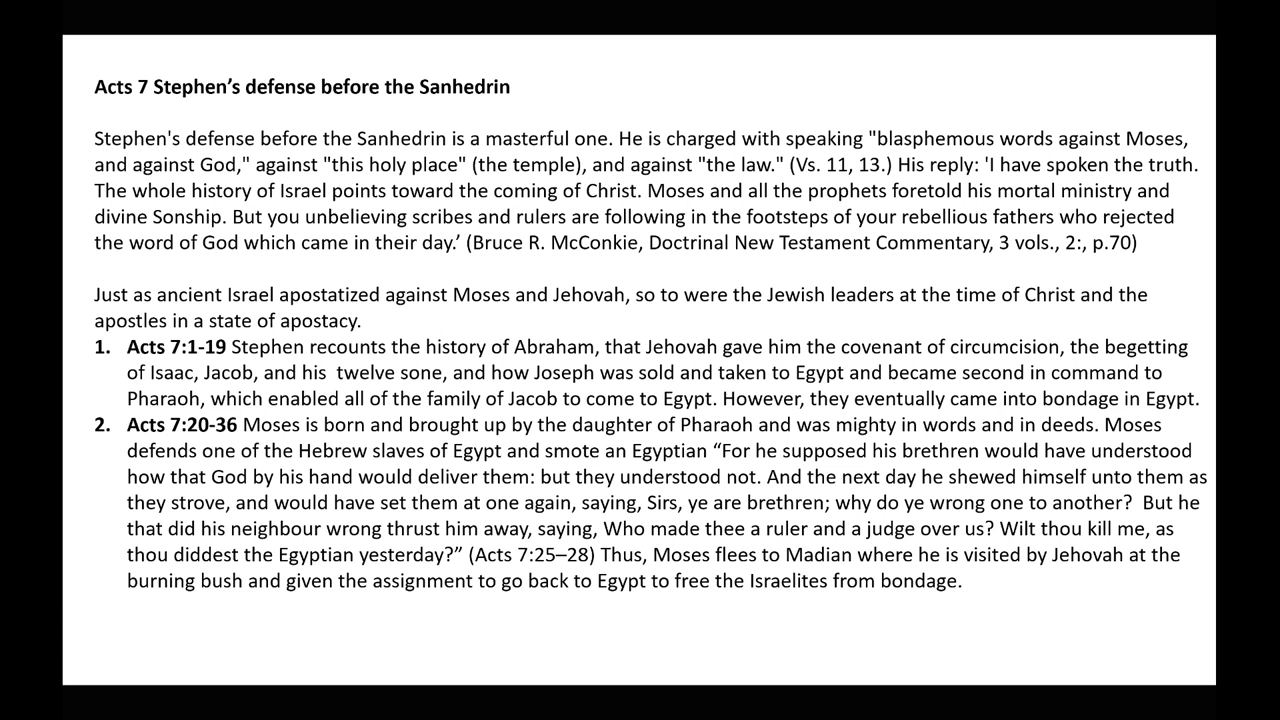 Acts 7 Stephen’s defense before the Sanhedrin
Stephen's defense before the Sanhedrin is a masterful one. He is charged with speaking "blasphemous words against Moses,
and against God," against "this holy place" (the temple), and against "the law." (Vs. 11, 13.) His reply: 'I have spoken the truth.
The whole history of Israel points toward the coming of Christ. Moses and all the prophets foretold his mortal ministry and
divine Sonship. But you unbelieving scribes and rulers are following in the footsteps of your rebellious fathers who rejected
the word of God which came in their day.’ (Bruce R. McConkie, Doctrinal New Testament Commentary, 3 vols., 2:, p.70)
Just as ancient Israel apostatized against Moses and Jehovah, so to were the Jewish leaders at the time of Christ and the
apostles in a state of apostacy.
1. Acts 7:1-19 Stephen recounts the history of Abraham, that Jehovah gave him the covenant of circumcision, the begetting
of Isaac, Jacob, and his  twelve sone, and how Joseph was sold and taken to Egypt and became second in command to
Pharaoh, which enabled all of the family of Jacob to come to Egypt. However, they eventually came into bondage in Egypt.
2. Acts 7:20-36 Moses is born and brought up by the daughter of Pharaoh and was mighty in words and in deeds. Moses
defends one of the Hebrew slaves of Egypt and smote an Egyptian “For he supposed his brethren would have understood
how that God by his hand would deliver them: but they understood not. And the next day he shewed himself unto them as
they strove, and would have set them at one again, saying, Sirs, ye are brethren; why do ye wrong one to another?  But he
that did his neighbour wrong thrust him away, saying, Who made thee a ruler and a judge over us? Wilt thou kill me, as
thou diddest the Egyptian yesterday?” (Acts 7:25–28) Thus, Moses flees to Madian where he is visited by Jehovah at the
burning bush and given the assignment to go back to Egypt to free the Israelites from bondage.